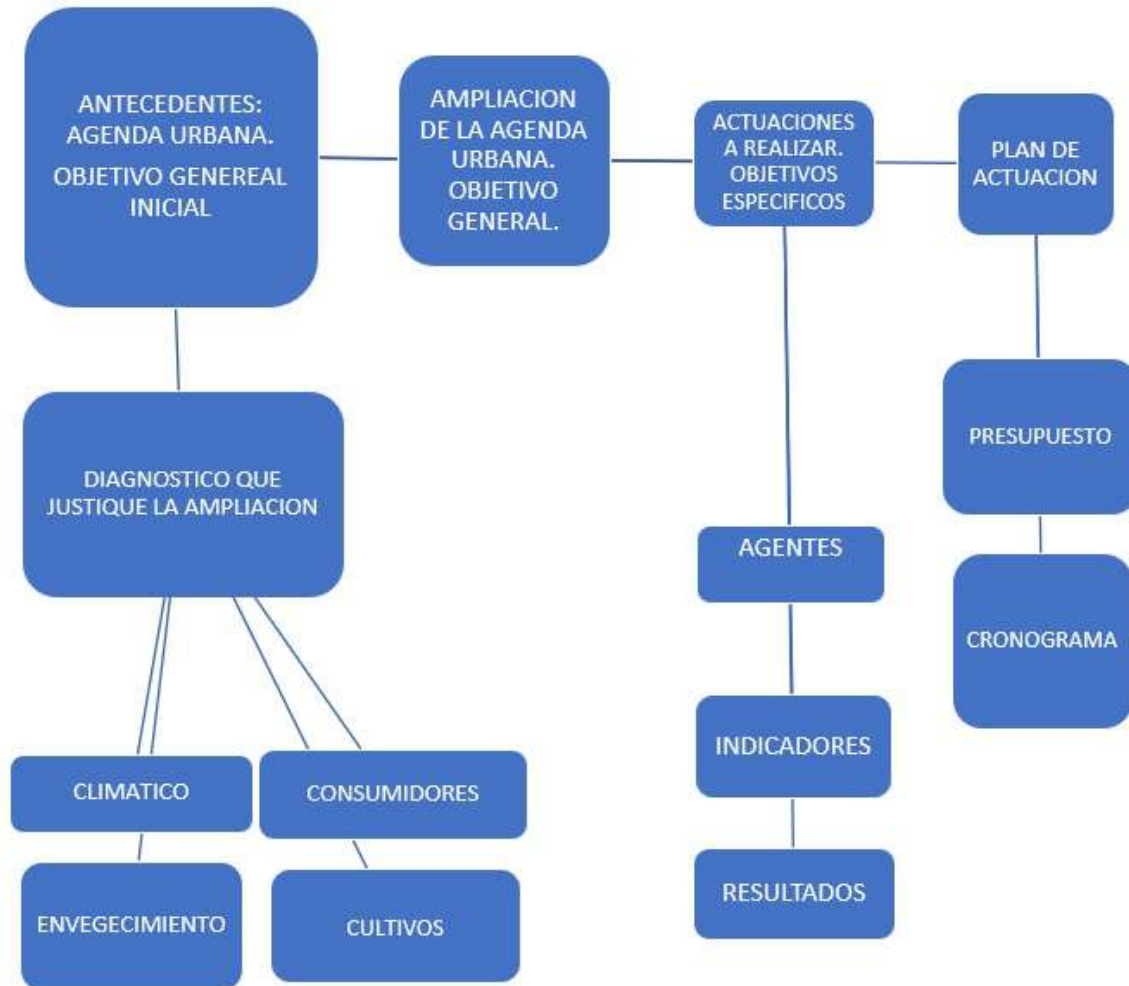 ANTECEDENTES:
AGENDA URBANA.
OBJETIVO GENEREAL
INICIAL
AMPLIACION
DE LA AGENDA
URBANA.
OBJETIVO
GENERAL.
ACTUACIONES
A REALIZAR.
OBJETIVOS
ESPECIFICOS
PLAN DE
ACTUACION
DIAGNOSTICO QUE
JUSTIQUE LA AMPLIACION
PRESUPUESTO
AGENTES
CRONOGRAMA
INDICADORES
CLIMATICO
CONSUMIDORES
RESULTADOS
ENVEGECIMIENTO
CULTIVOS